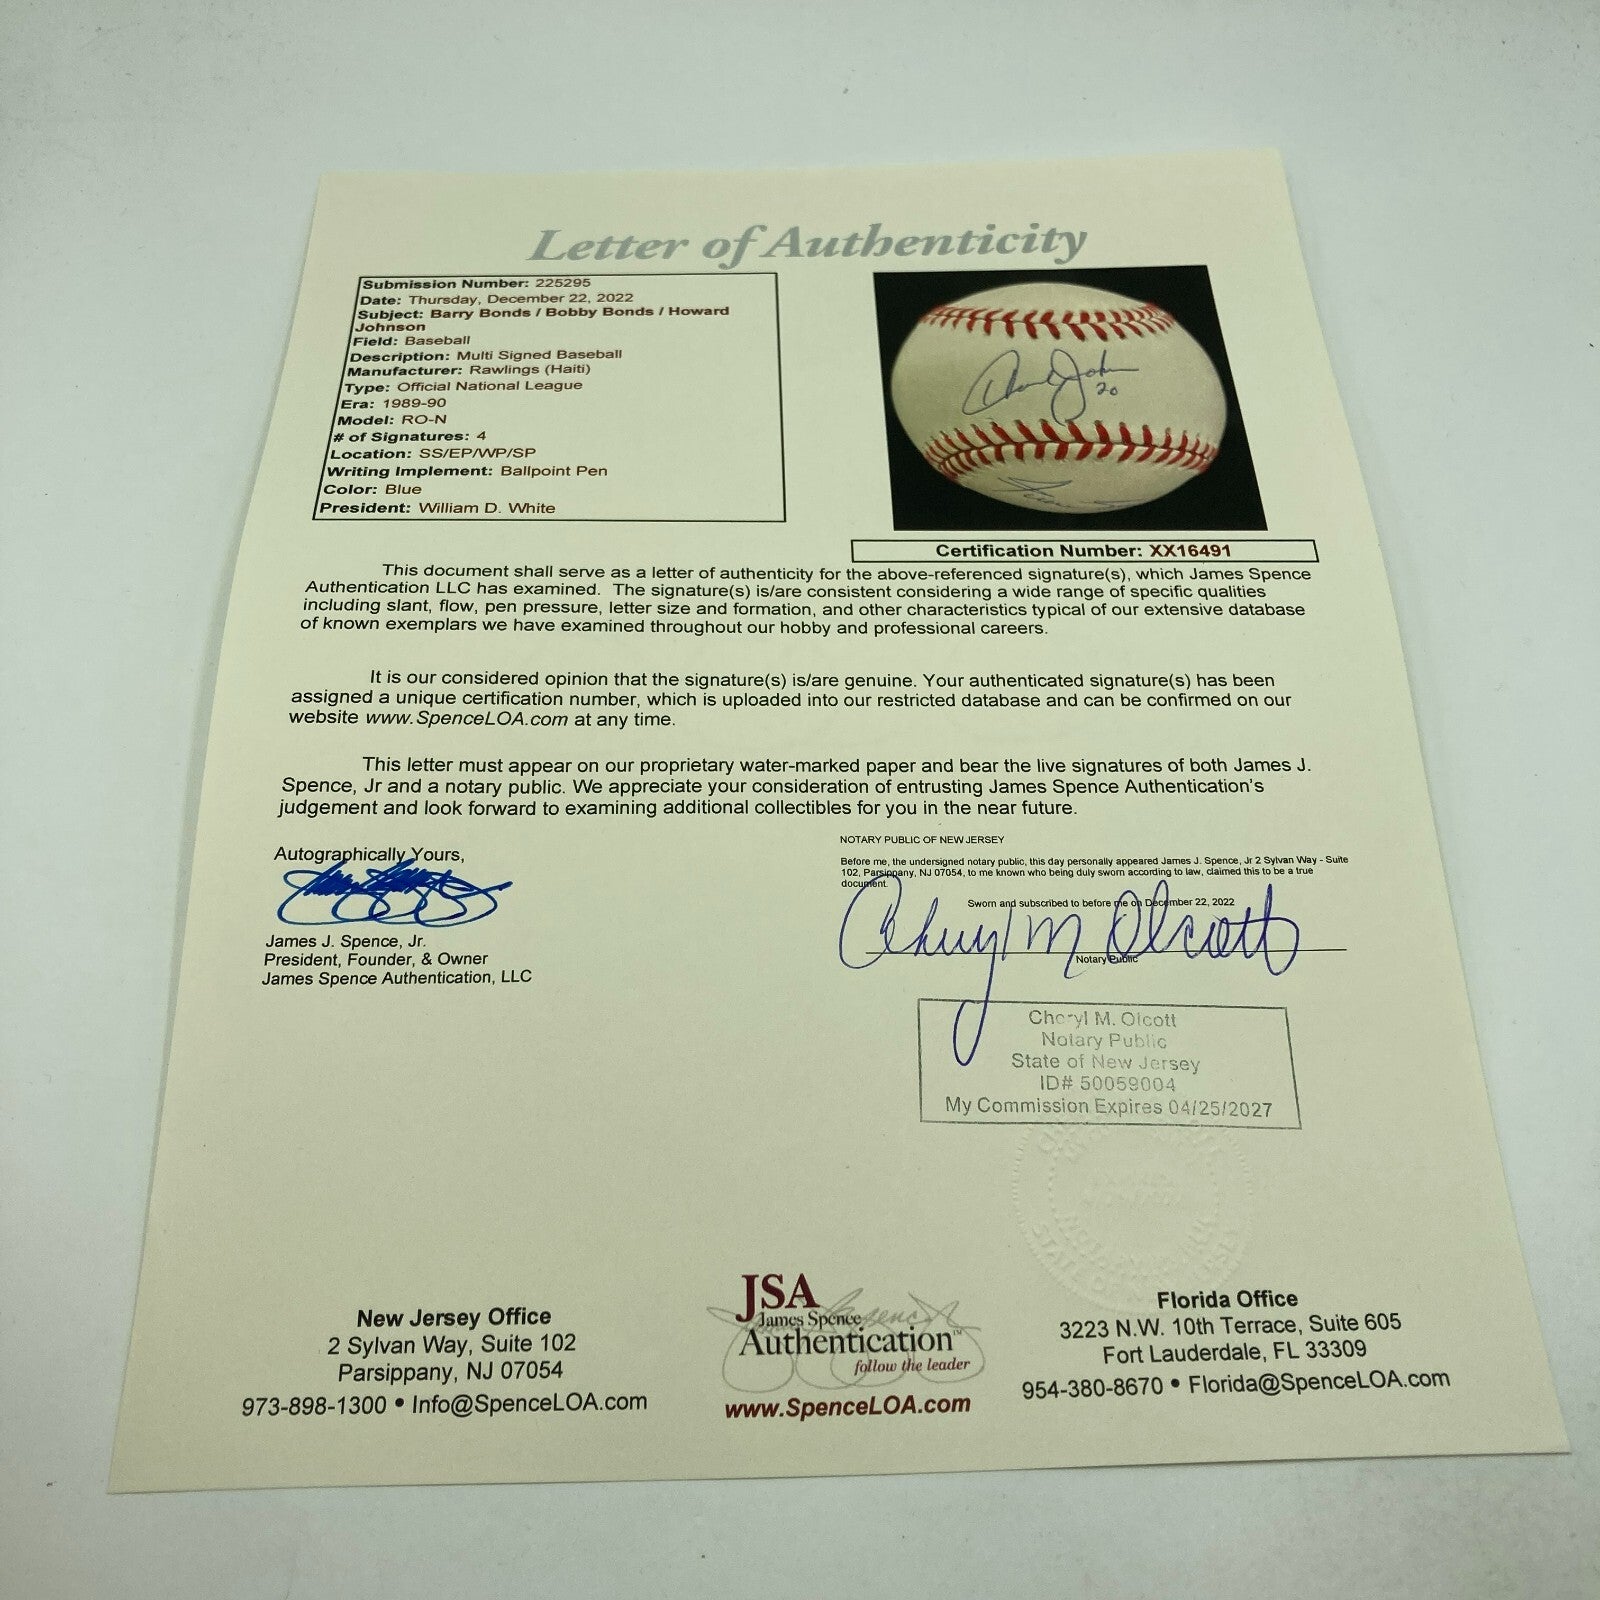 Letter of Authenticity
Submission Number: 225295
Date: Thursday, December 22, 2022
Subject: Barry Bonds / Bobby Bonds / Howard
Johnson
Field: Baseball
Description: Multi Signed Baseball
Manufacturer: Rawlings (Haiti)
Type: Official National League
Era: 1989-90
Model: RO-N
# of Signatures: 4
Location: SS/EP/WP/SP
Writing Implement: Ballpoint Pen
Color: Blue
President: William D. White
20
Certification Number: XX16491
This document shall serve as a letter of authenticity for the above-referenced signature(s), which James Spence
Authentication LLC has examined. The signature(s) is/are consistent considering a wide range of specific qualities
including slant, flow, pen pressure, letter size and formation, and other characteristics typical of our extensive database
of known exemplars we have examined throughout our hobby and professional careers.
It is our considered opinion that the signature(s) is/are genuine. Your authenticated signature(s) has been
assigned a unique certification number, which is uploaded into our restricted database and can be confirmed on our
website www.SpenceLOA.com at any time.
This letter must appear on our proprietary water-marked paper and bear the live signatures of both James J.
Spence, Jr and a notary public. We appreciate your consideration of entrusting James Spence Authentication's
judgement and look forward to examining additional collectibles for you in the near future.
Autographically Yours,
James J. Spence, Jr.
President, Founder, & Owner
James Spence Authentication, LLC
NOTARY PUBLIC OF NEW JERSEY
Before me, the undersigned notary public, this day personally appeared James J. Spence, Jr 2 Sylvan Way - Suite
102, Parsippany, NJ 07054, to me known who being duly sworn according to law, claimed this to be a true
document.
Sworn and subscribed to before me on December 22, 2022
Cheryl M Olcott
Notary Public
Cheryl M. Olcott
Notary Public
State of New Jersey
ID# 50059004
My Commission Expires 04/25/2027
New Jersey Office
2 Sylvan Way, Suite 102
Parsippany, NJ 07054
973-898-1300 • Info@SpenceLOA.com
JSA
James Spence
Authentication™
follow the leader
www.SpenceLOA.com
Florida Office
3223 N.W. 10th Terrace, Suite 605
Fort Lauderdale, FL 33309
954-380-8670 • Florida@SpenceLOA.com